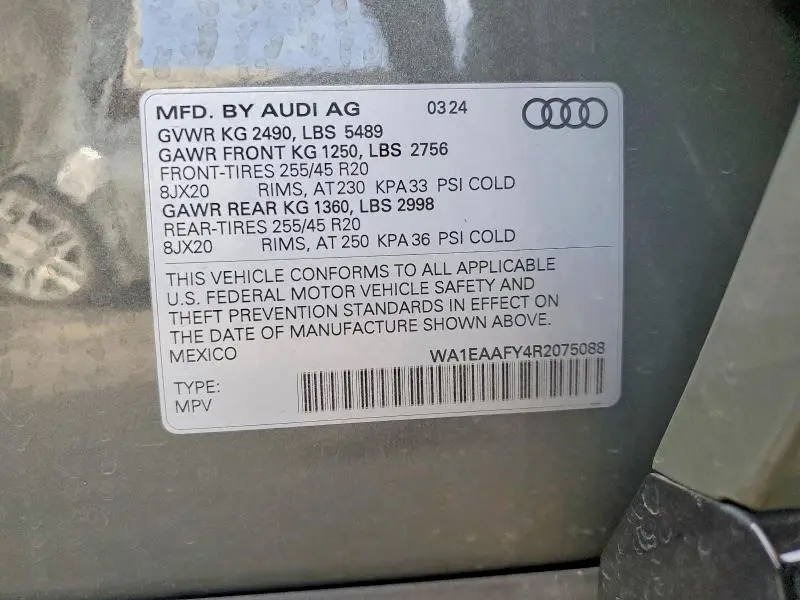 MFD. BY AUDI AG 03 24
GVWR KG 2490, LBS 5489
GAWR FRONT KG 1250, LBS 2756
FRONT-TIRES 255/45 R20
8JX20 RIMS, AT 230 KPA 33 PSI COLD
GAWR REAR KG 1360, LBS 2998
REAR-TIRES 255/45 R20
8JX20 RIMS, AT 250 KPA 36 PSI COLD
THIS VEHICLE CONFORMS TO ALL APPLICABLE
U.S. FEDERAL MOTOR VEHICLE SAFETY AND
THEFT PREVENTION STANDARDS IN EFFECT ON
THE DATE OF MANUFACTURE SHOWN ABOVE.
MEXICO WA1EAAFY4R2075088
TYPE:
MPV